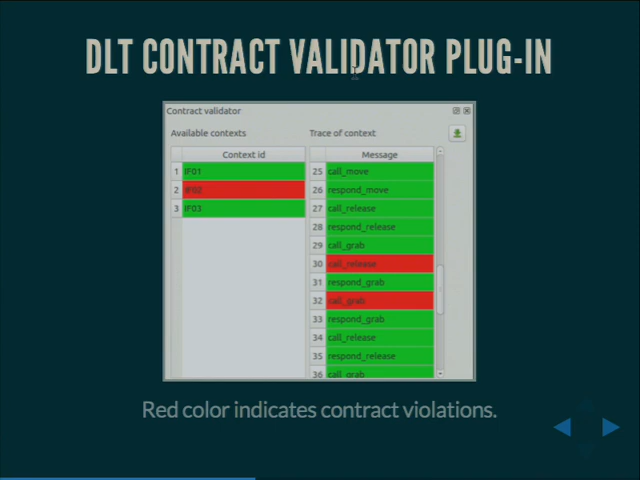 DLT CONTRACT VALIDATOR PLUG-IN
Contract validator
Available contexts
Trace of context
Context id
1 IF01
2 IF02
3 IF03
Message
25 call_move
26 respond_move
27 call_release
28 respond_release
29 call_grab
30 call_release
31 respond_grab
32 call_grab
33 respond_grab
34 call_release
35 respond_release
36 call_grab
Red color indicates contract violations.